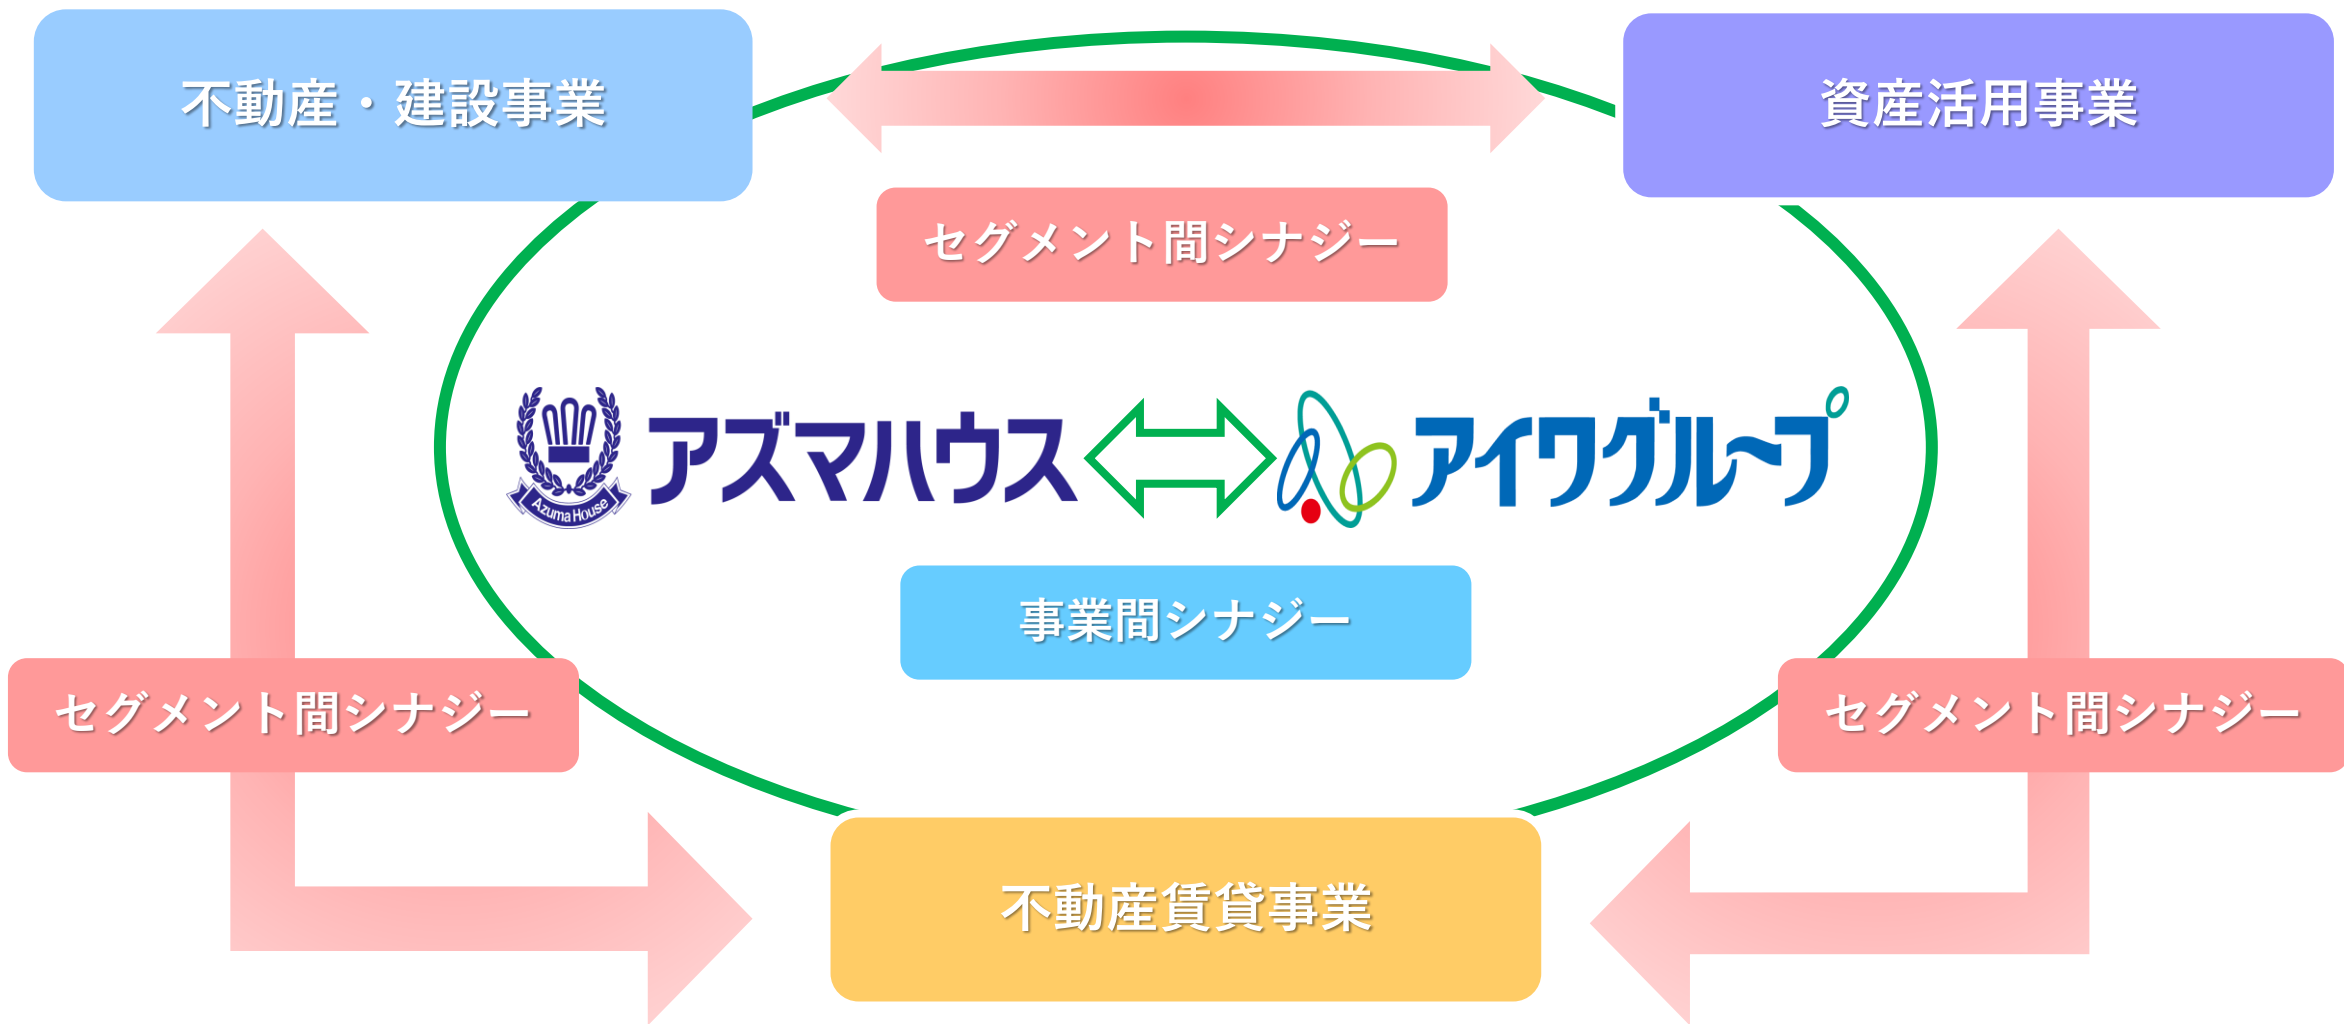 不動産・建設事業
資産活用事業
セグメント間シナジー
Azuma House
アズマハウス
アイワグループ
事業間シナジー
セグメント間シナジー
セグメント間シナジー
不動産賃貸事業